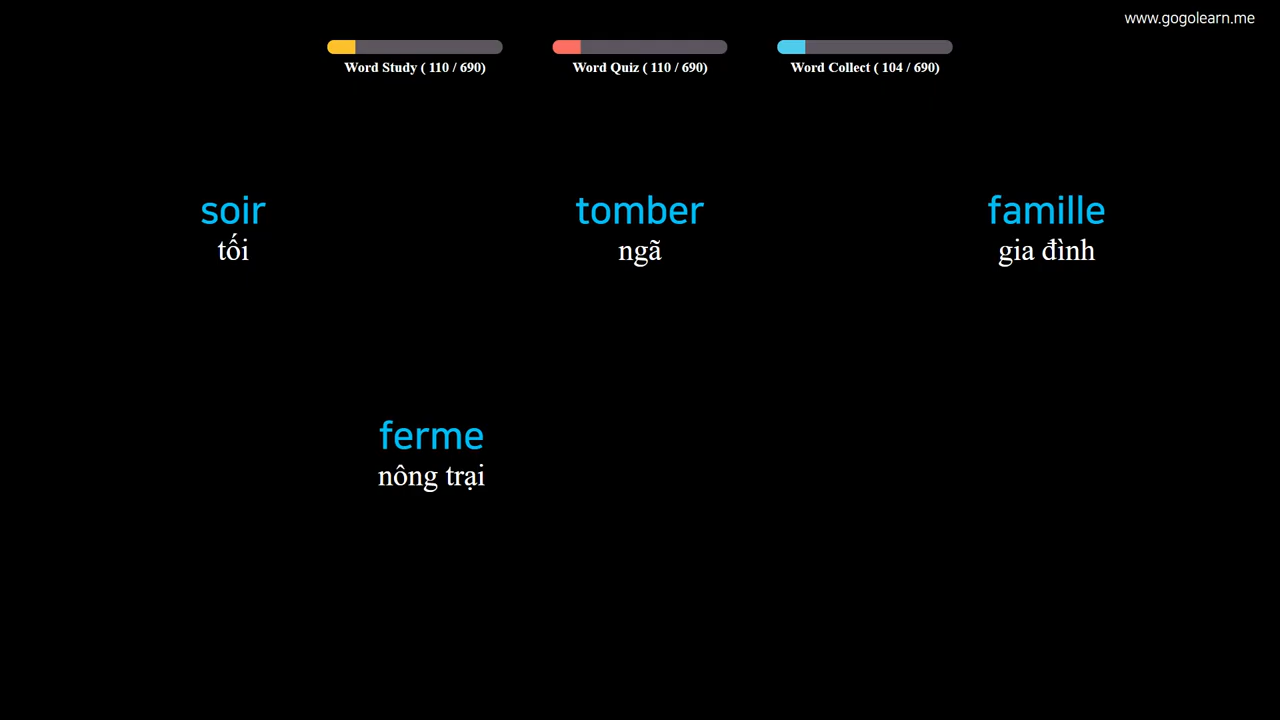 www.gogolearn.me
Word Study ( 110 / 690)
Word Quiz ( 110 / 690)
Word Collect ( 104 / 690)
soir
tối
tomber
ngã
famille
gia đình
ferme
nông trại